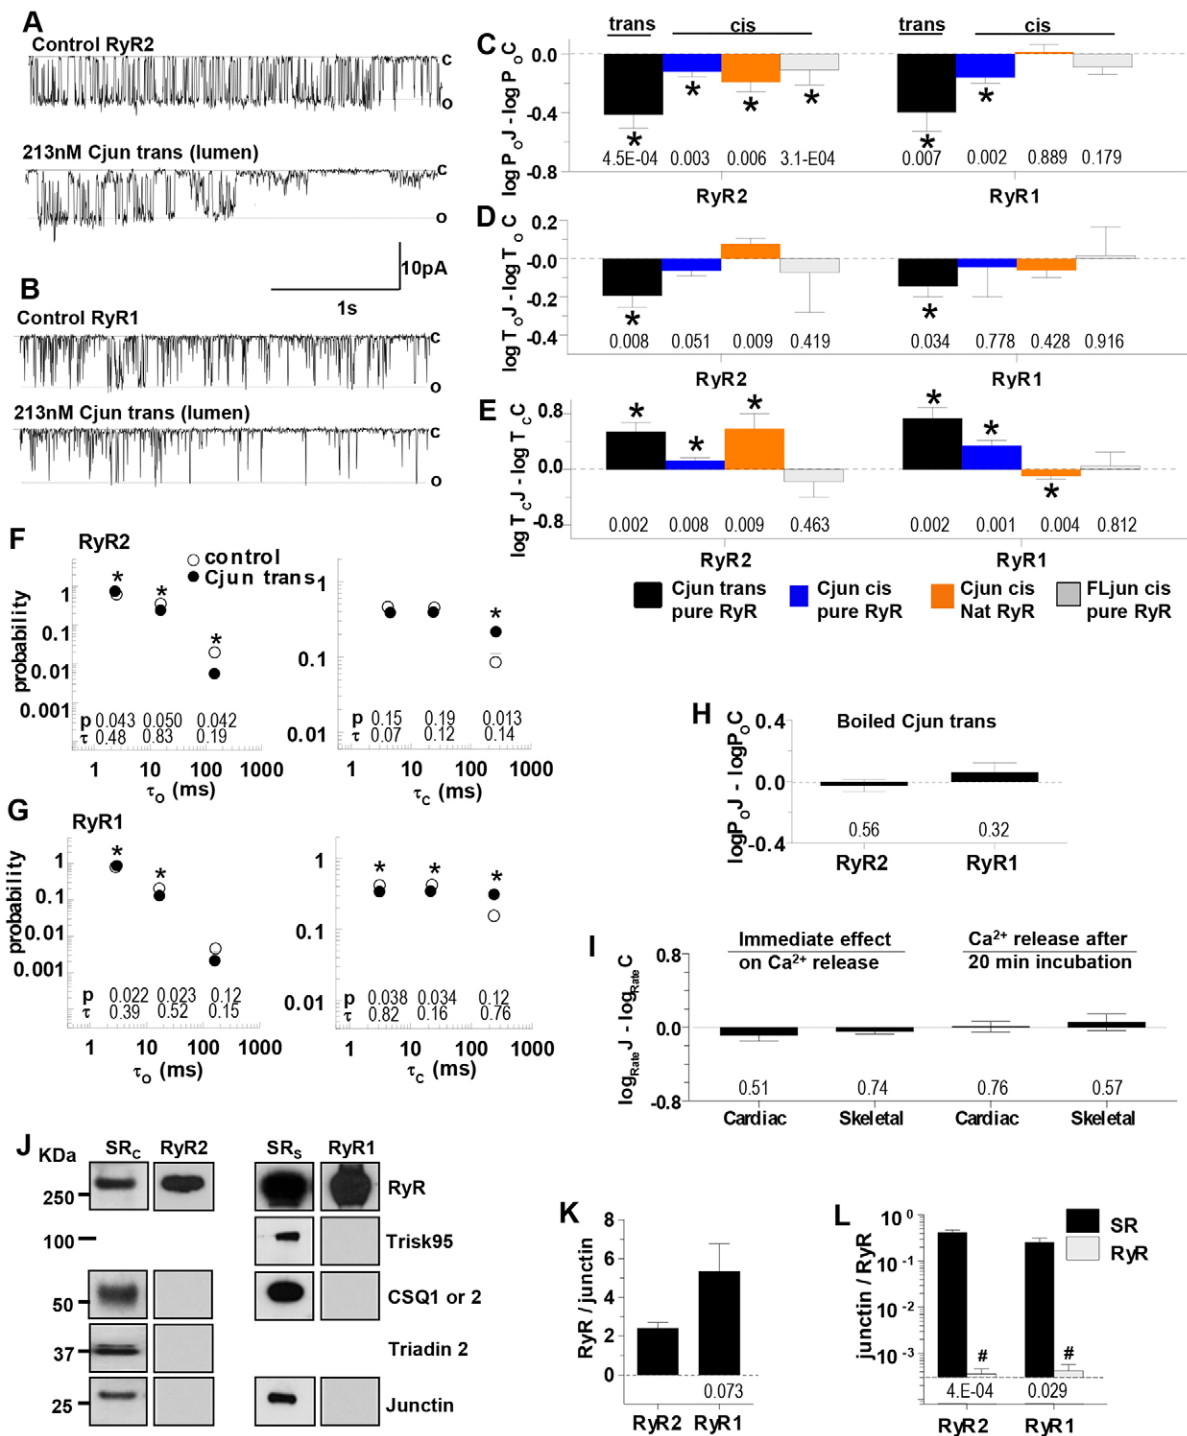 A
Control RyR2
C
O
213nM Cjun trans (lumen)
C
O
10pA
1s
B
Control RyR1
C
O
213nM Cjun trans (lumen)
C
O
C
trans cis trans cis
log PoJ - log PoC
0.0
-0.4
-0.8
* * * * * *
4.5E-04 0.003 0.006 3.1-E04 0.007 0.002 0.889 0.179
RyR2 RyR1
D
log ToJ - log ToC
0.2
-0.0
-0.2
-0.4
* *
0.008 0.051 0.009 0.419 0.034 0.778 0.428 0.916
RyR2 RyR1
E
log TcJ - log TcC
0.8
0.0
-0.8
* * * * * *
0.002 0.008 0.009 0.463 0.002 0.001 0.004 0.812
RyR2 RyR1
Cjun trans pure RyR
Cjun cis pure RyR
Cjun cis Nat RyR
FLjun cis pure RyR
F
RyR2
control
Cjun trans
probability
1
0.1
0.01
0.001
* * *
p 0.043 0.050 0.042
τ 0.48 0.83 0.19
1 10 100 1000
τo (ms)
1
0.1
0.01
*
p 0.15 0.19 0.013
τ 0.07 0.12 0.14
1 10 100 1000
τc (ms)
G
RyR1
probability
1
0.1
0.01
0.001
* *
p 0.022 0.023 0.12
τ 0.39 0.52 0.15
1 10 100 1000
τo (ms)
1
0.1
0.01
* * *
p 0.038 0.034 0.12
τ 0.82 0.16 0.76
1 10 100 1000
τc (ms)
H
Boiled Cjun trans
logPoJ - logPoC
0.4
0.0
-0.4
0.56 0.32
RyR2 RyR1
I
Immediate effect on Ca²⁺ release
Ca²⁺ release after 20 min incubation
logRate J - logRate C
0.8
0.0
-0.8
0.51 0.74 0.76 0.57
Cardiac Skeletal Cardiac Skeletal
J
KDa SRC RyR2 SRS RyR1
250 RyR
100 Trisk95
50 CSQ1 or 2
37 Triadin 2
25 Junctin
K
RyR / junctin
8
6
4
2
0
0.073
RyR2 RyR1
L
junctin / RyR
10⁰
10⁻¹
10⁻²
10⁻³
SR
RyR
# #
4.E-04 0.029
RyR2 RyR1